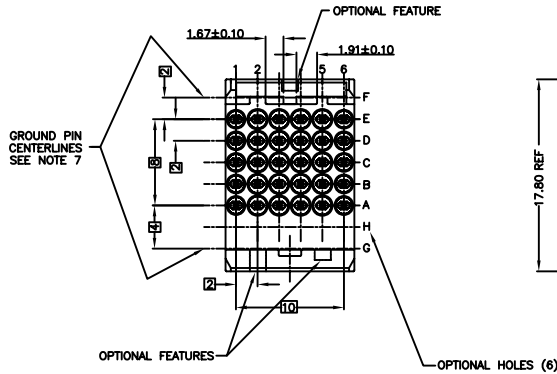 OPTIONAL FEATURE
1.67±0.10
1.91±0.10
1 2 5 6
2
F
E
GROUND PIN
CENTERLINES
SEE NOTE 7
D
2
8
C
B
A
17.80 REF
4
H
G
2
10
OPTIONAL FEATURES
OPTIONAL HOLES (6)